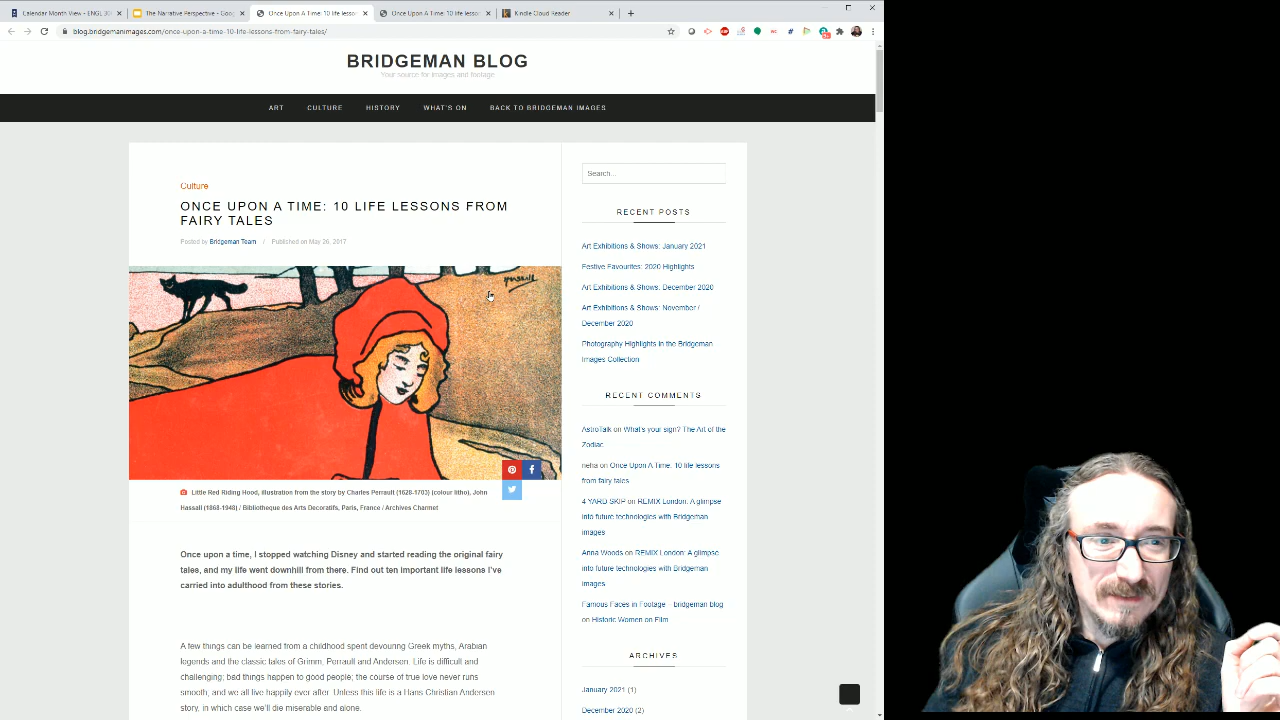 Calendar Month View - ENGL 30
The Narrative Perspective - Goo
Once Upon A Time: 10 life lesso
Once Upon A Time: 10 life lesso
Kindle Cloud Reader
blog.bridgemanimages.com/once-upon-a-time-10-life-lessons-from-fairy-tales/
BRIDGEMAN BLOG
Your source for images and footage
ART CULTURE HISTORY WHAT'S ON BACK TO BRIDGEMAN IMAGES
Culture
ONCE UPON A TIME: 10 LIFE LESSONS FROM
FAIRY TALES
Posted by Bridgeman Team / Published on May 26, 2017
Little Red Riding Hood, illustration from the story by Charles Perrault (1628-1703) (colour litho), John
Hassall (1868-1948) / Bibliotheque des Arts Decoratifs, Paris, France / Archives Charmet
Once upon a time, I stopped watching Disney and started reading the original fairy
tales, and my life went downhill from there. Find out ten important life lessons I've
carried into adulthood from these stories.
A few things can be learned from a childhood spent devouring Greek myths, Arabian
legends and the classic tales of Grimm, Perrault and Andersen. Life is difficult and
challenging; bad things happen to good people; the course of true love never runs
smooth, and we all live happily ever after. Unless this life is a Hans Christian Andersen
story, in which case we'll die miserable and alone.
Search...
RECENT POSTS
Art Exhibitions & Shows: January 2021
Festive Favourites: 2020 Highlights
Art Exhibitions & Shows: December 2020
Art Exhibitions & Shows: November /
December 2020
Photography Highlights in the Bridgeman
Images Collection
RECENT COMMENTS
AstroTalk on What's your sign? The Art of the
Zodiac
neha on Once Upon A Time: 10 life lessons
from fairy tales
4 YARD SKIP on REMIX London: A glimpse
into future technologies with Bridgeman
images
Anna Woods on REMIX London: A glimpse
into future technologies with Bridgeman
images
Famous Faces in Footage – bridgeman blog
on Historic Women on Film
ARCHIVES
January 2021 (1)
December 2020 (2)